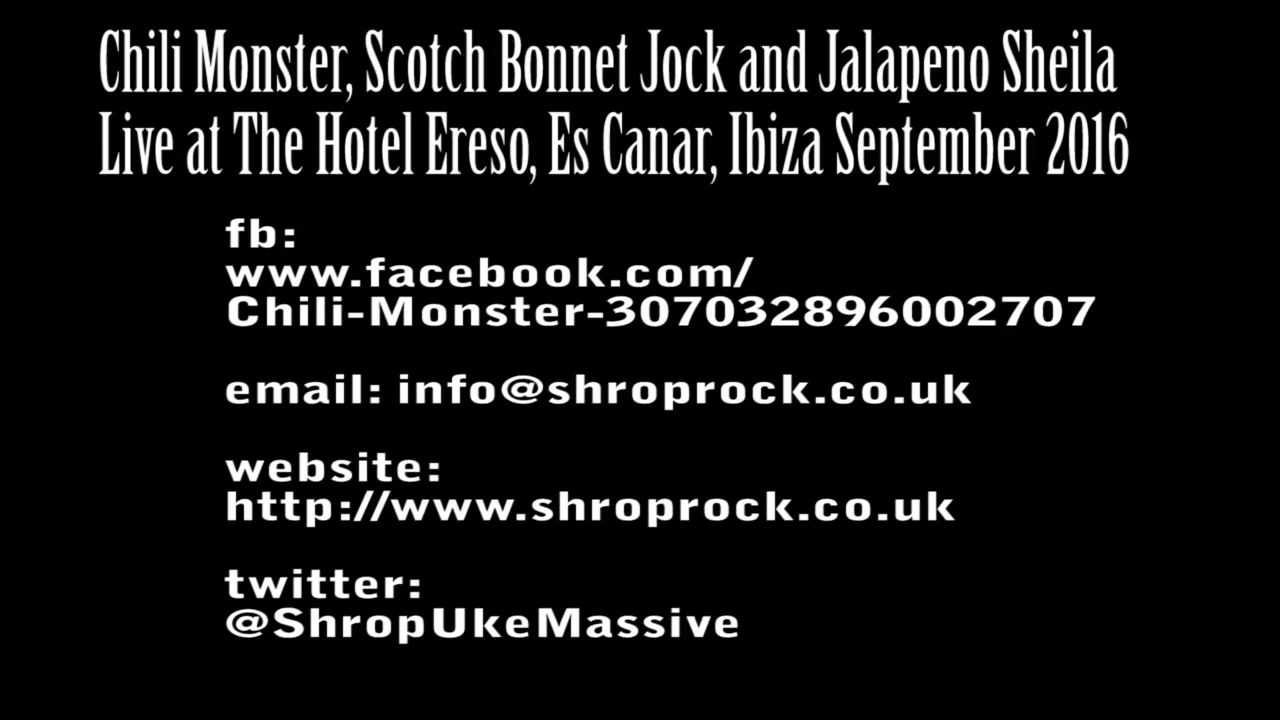 Chili Monster, Scotch Bonnet Jock and Jalapeno Sheila
Live at The Hotel Ereso, Es Canar, Ibiza September 2016
fb:
www.facebook.com/
Chili-Monster-307032896002707
email: info@shroprock.co.uk
website:
http://www.shroprock.co.uk
twitter:
@ShropUkeMassive